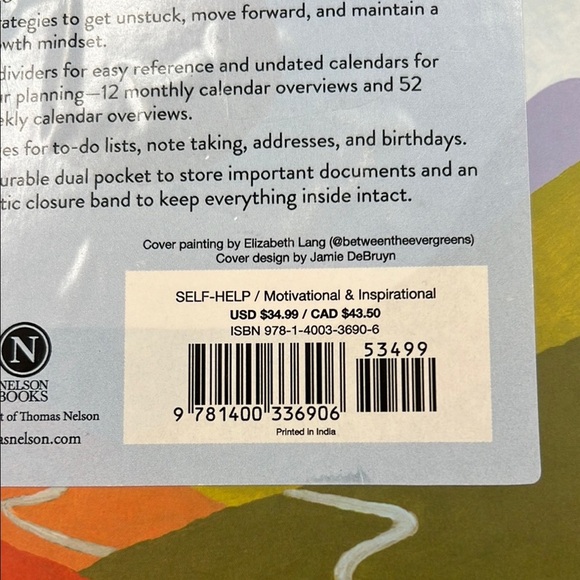 ategies to get unstuck, move forward, and maintain a
wth mindset.
dividers for easy reference and undated calendars for
r planning—12 monthly calendar overviews and 52
ekly calendar overviews.
es for to-do lists, note taking, addresses, and birthdays.
urable dual pocket to store important documents and an
tic closure band to keep everything inside intact.
Cover painting by Elizabeth Lang (@betweentheevergreens)
Cover design by Jamie DeBruyn
SELF-HELP / Motivational & Inspirational
USD $34.99 / CAD $43.50
ISBN 978-1-4003-3690-6
53499
9 781400 336906
Printed in India
N
NELSON
BOOKS
t of Thomas Nelson
asnelson.com